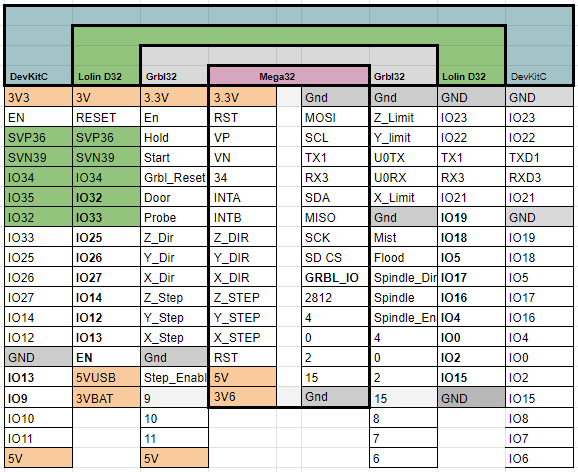 DevKitC Lolin D32 Grbl32 Mega32 Grbl32 Lolin D32 DevKitC
3V3 3V 3.3V 3.3V Gnd Gnd GND GND
EN RESET En RST MOSI Z_Limit IO23 IO23
SVP36 SVP36 Hold VP SCL Y_limit IO22 IO22
SVN39 SVN39 Start VN TX1 U0TX TX1 TXD1
IO34 IO34 Grbl_Reset 34 RX3 U0RX RX3 RXD3
IO35 IO32 Door INTA SDA X_Limit IO21 IO21
IO32 IO33 Probe INTB MISO Gnd IO19 GND
IO33 IO25 Z_Dir Z_DIR SCK Mist IO18 IO19
IO25 IO26 Y_Dir Y_DIR SD CS Flood IO5 IO18
IO26 IO27 X_Dir X_DIR GRBL_IO Spindle_Dir IO17 IO5
IO27 IO14 Z_Step Z_STEP 2812 Spindle IO16 IO17
IO14 IO12 Y_Step Y_STEP 4 Spindle_En IO4 IO16
IO12 IO13 X_Step X_STEP 0 4 IO0 IO4
GND EN Gnd RST 2 0 IO2 IO0
IO13 5VUSB Step_Enabl 5V 15 2 IO15 IO2
IO9 3VBAT 9 3V6 Gnd 15 GND IO15
IO10 10 8 IO8
IO11 11 7 IO7
5V 5V 6 IO6